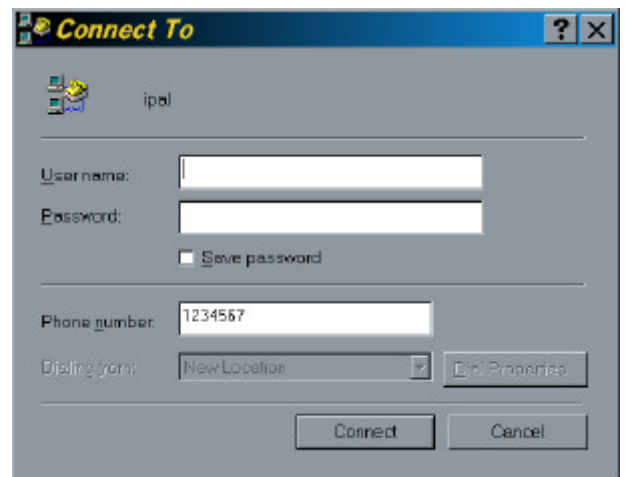 Connect To
ipal
User name:
Password:
Save password
Phone number: 1234567
Dialing from: New Location Dial Properties
Connect Cancel